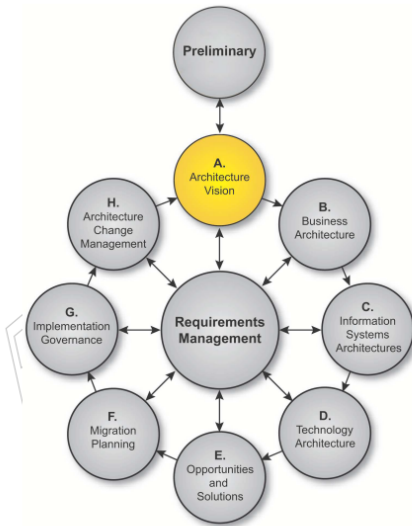 Preliminary
A.
Architecture
Vision
B.
Business
Architecture
C.
Information
Systems
Architectures
D.
Technology
Architecture
E.
Opportunities
and
Solutions
F.
Migration
Planning
G.
Implementation
Governance
H.
Architecture
Change
Management
Requirements
Management